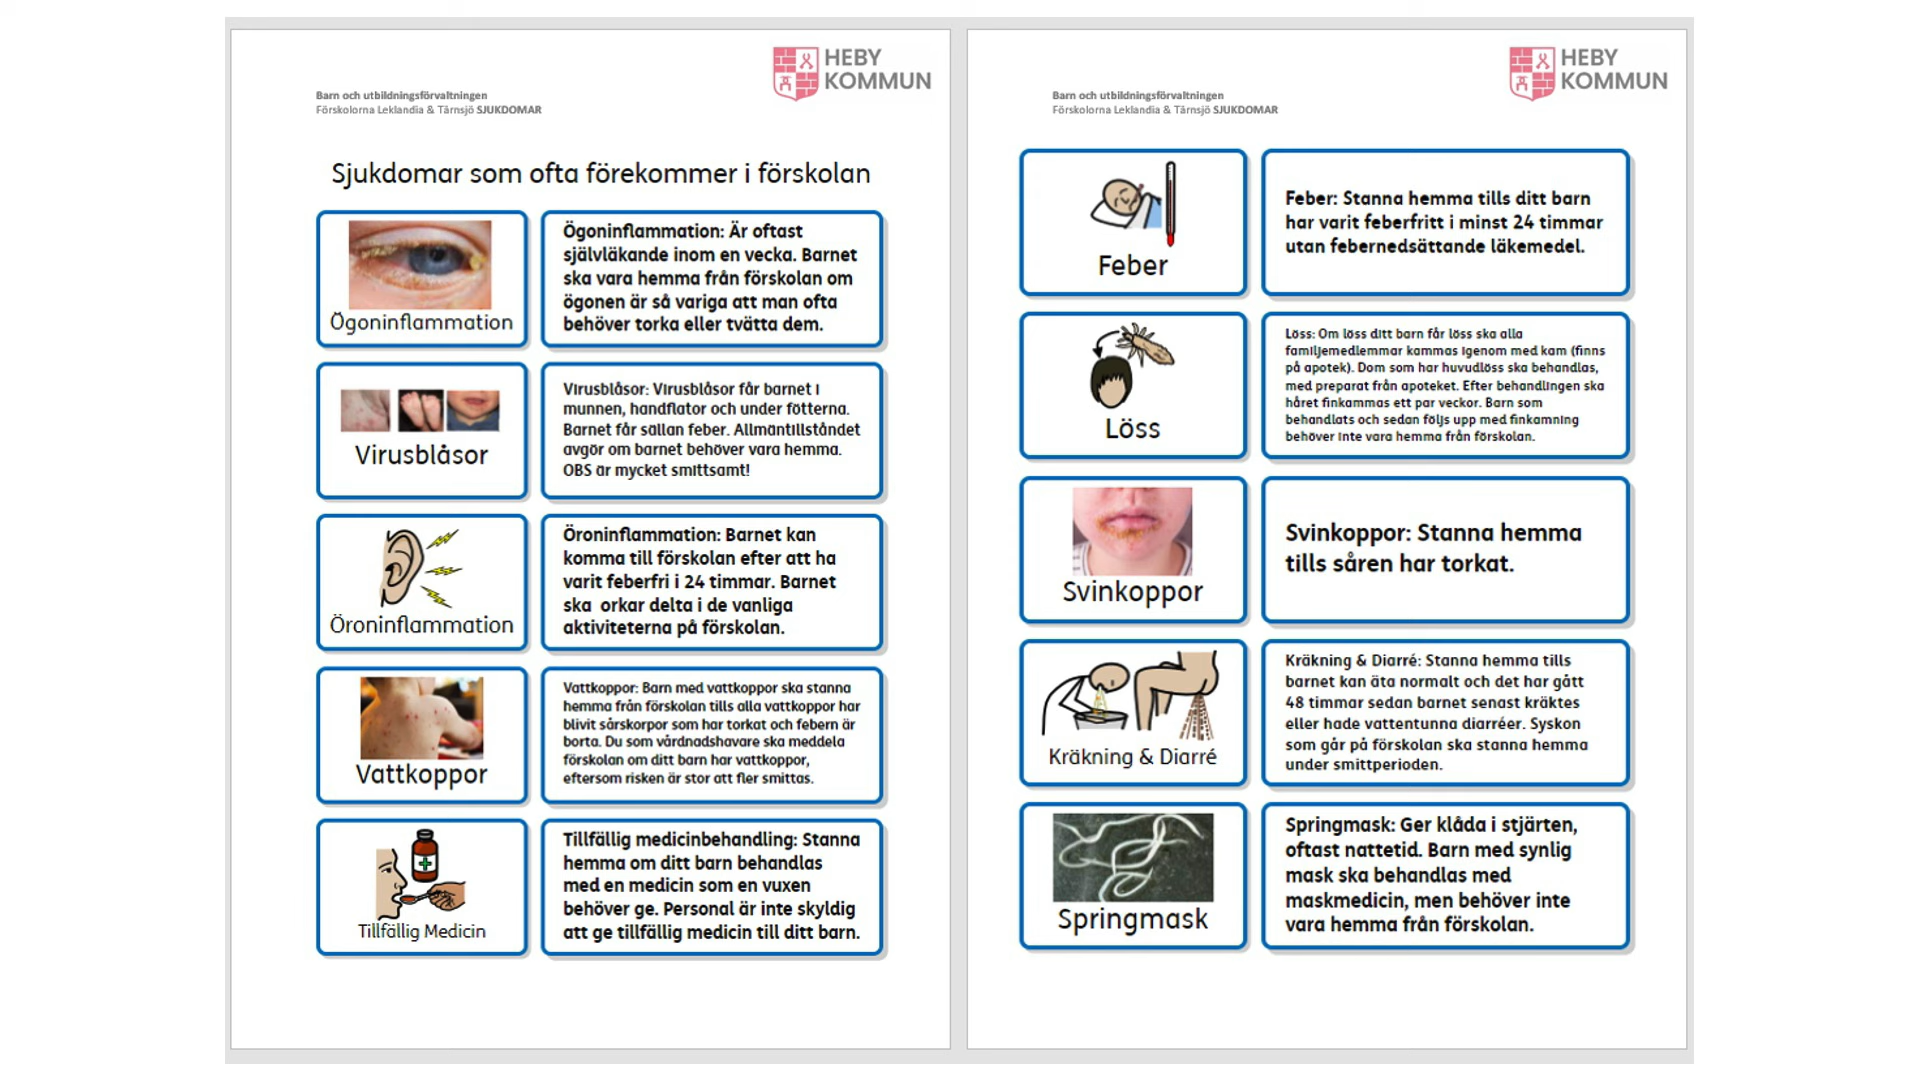 HEBY
KOMMUN
Barn och utbildningsförvaltningen
Förskolorna Leklandia & Tärnsjö SJUKDOMAR
Sjukdomar som ofta förekommer i förskolan
Ögoninflammation
Ögoninflammation: Är oftast
självläkande inom en vecka. Barnet
ska vara hemma från förskolan om
ögonen är så variga att man ofta
behöver torka eller tvätta dem.
Virusblåsor
Virusblåsor: Virusblåsor får barnet i
munnen, handflator och under fötterna.
Barnet får sällan feber. Allmäntillståndet
avgör om barnet behöver vara hemma.
OBS är mycket smittsamt!
Öroninflammation
Öroninflammation: Barnet kan
komma till förskolan efter att ha
varit feberfri i 24 timmar. Barnet
ska  orkar delta i de vanliga
aktiviteterna på förskolan.
Vattkoppor
Vattkoppor: Barn med vattkoppor ska stanna
hemma från förskolan tills alla vattkoppor har
blivit sårskorpor som har torkat och febern är
borta. Du som vårdnadshavare ska meddela
förskolan om ditt barn har vattkoppor,
eftersom risken är stor att fler smittas.
Tillfällig Medicin
Tillfällig medicinbehandling: Stanna
hemma om ditt barn behandlas
med en medicin som en vuxen
behöver ge. Personal är inte skyldig
att ge tillfällig medicin till ditt barn.
HEBY
KOMMUN
Barn och utbildningsförvaltningen
Förskolorna Leklandia & Tärnsjö SJUKDOMAR
Feber
Feber: Stanna hemma tills ditt barn
har varit feberfritt i minst 24 timmar
utan febernedsättande läkemedel.
Löss
Löss: Om löss ditt barn får löss ska alla
familjemedlemmar kammas igenom med kam (finns
på apotek). Dom som har huvudlöss ska behandlas,
med preparat från apoteket. Efter behandlingen ska
håret finkammas ett par veckor. Barn som
behandlats och sedan följs upp med finkamning
behöver inte vara hemma från förskolan.
Svinkoppor
Svinkoppor: Stanna hemma
tills såren har torkat.
Kräkning & Diarré
Kräkning & Diarré: Stanna hemma tills
barnet kan äta normalt och det har gått
48 timmar sedan barnet senast kräktes
eller hade vattentunna diarréer. Syskon
som går på förskolan ska stanna hemma
under smittperioden.
Springmask
Springmask: Ger klåda i stjärten,
oftast nattetid. Barn med synlig
mask ska behandlas med
maskmedicin, men behöver inte
vara hemma från förskolan.